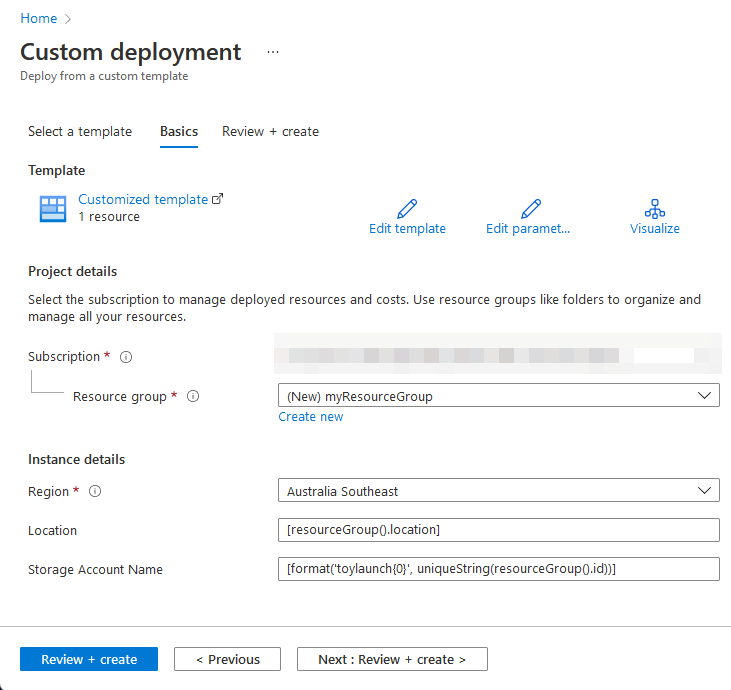 Home >
Custom deployment ...
Deploy from a custom template
Select a template Basics Review + create
Template
Customized template
1 resource
Edit template Edit paramet... Visualize
Project details
Select the subscription to manage deployed resources and costs. Use resource groups like folders to organize and
manage all your resources.
Subscription *
Resource group * (New) myResourceGroup
Create new
Instance details
Region * Australia Southeast
Location [resourceGroup().location]
Storage Account Name [format('toylaunch{0}', uniqueString(resourceGroup().id))]
Review + create < Previous Next : Review + create >